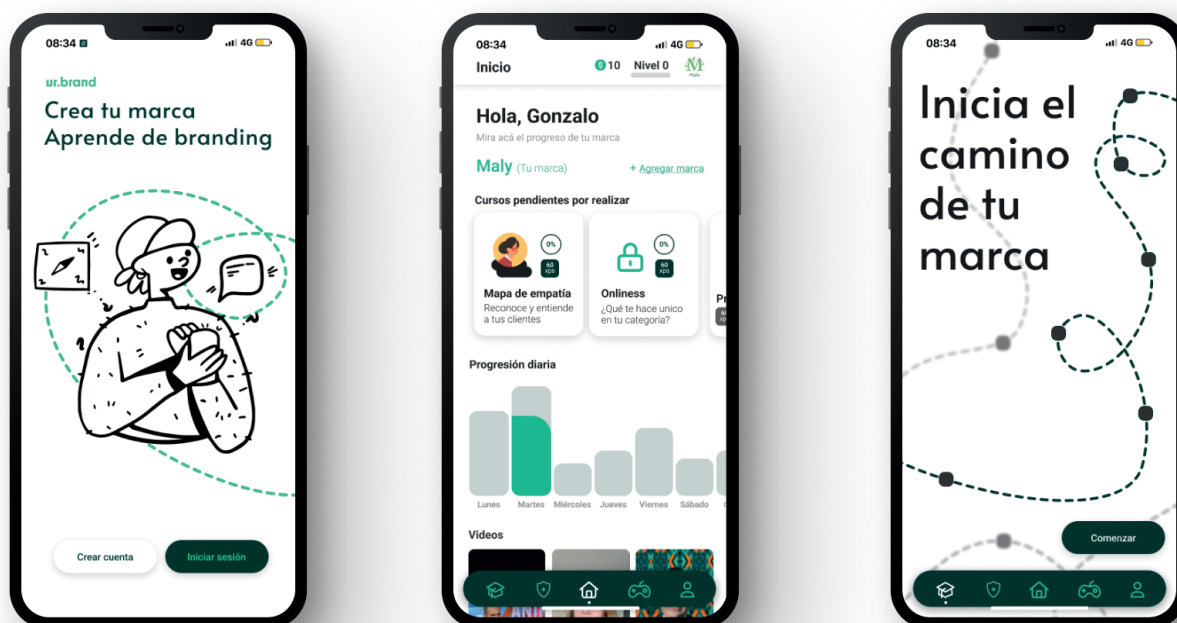 08:34
4G
ur.brand
Crea tu marca
Aprende de branding
Crear cuenta
Iniciar sesión
08:34
4G
Inicio
10
Nivel 0
Maly
Hola, Gonzalo
Mira acá el progreso de tu marca
Maly (Tu marca)
+ Agregar marca
Cursos pendientes por realizar
0%
60
xps
Mapa de empatía
Reconoce y entiende
a tus clientes
0%
60
xps
Onliness
¿Qué te hace unico
en tu categoría?
Pr
Progresión diaria
Lunes
Martes
Miércoles
Jueves
Viernes
Sábado
Videos
08:34
4G
Inicia el
camino
de tu
marca
Comenzar